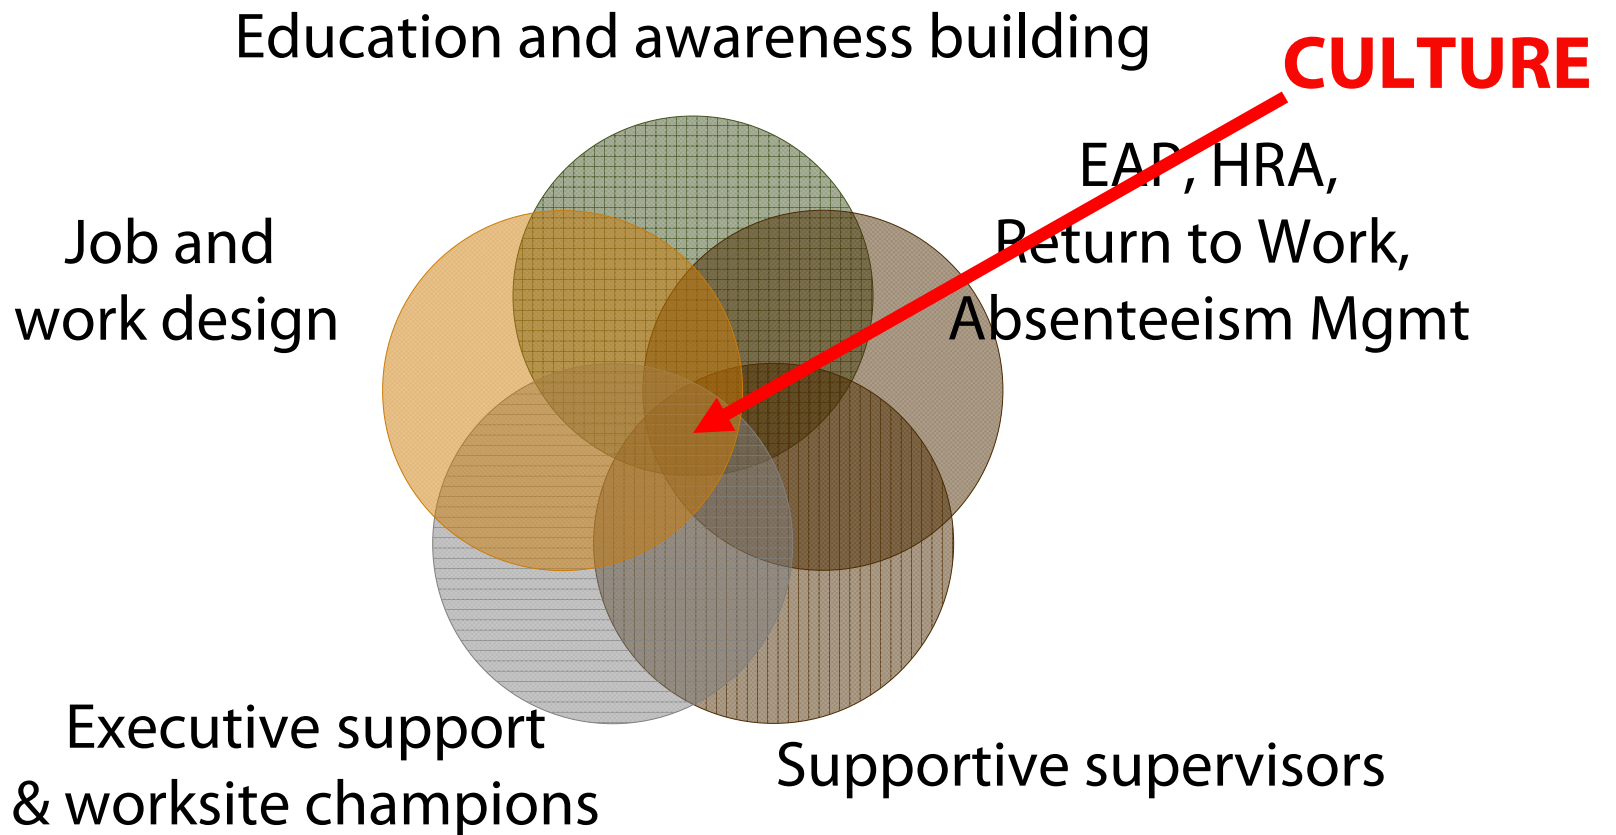 Education and awareness building
CULTURE
EAP, HRA,
Return to Work,
Absenteeism Mgmt
Job and
work design
Executive support
& worksite champions
Supportive supervisors